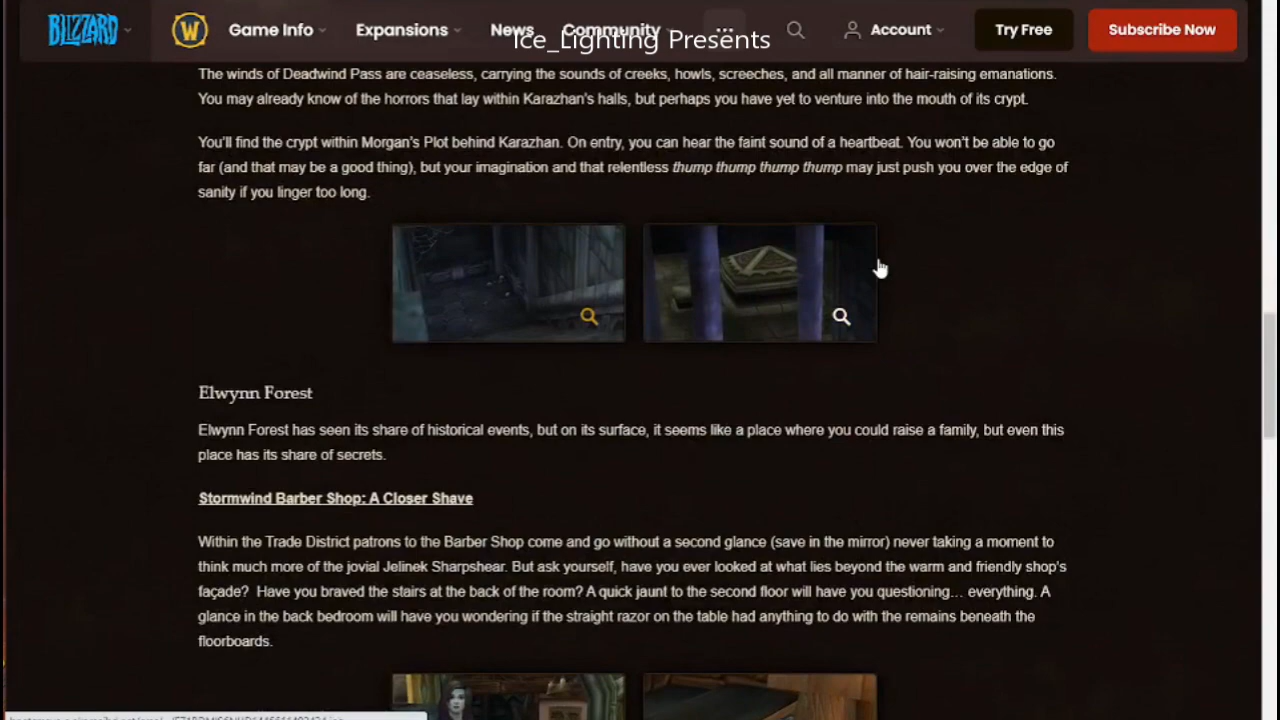 BLIZZARD
W
Game Info
Expansions
News
Community
...
Account
Try Free
Subscribe Now
Ice_Lighting Presents
The winds of Deadwind Pass are ceaseless, carrying the sounds of creeks, howls, screeches, and all manner of hair-raising emanations.
You may already know of the horrors that lay within Karazhan's halls, but perhaps you have yet to venture into the mouth of its crypt.
You'll find the crypt within Morgan's Plot behind Karazhan. On entry, you can hear the faint sound of a heartbeat. You won't be able to go
far (and that may be a good thing), but your imagination and that relentless thump thump thump thump may just push you over the edge of
sanity if you linger too long.
Elwynn Forest
Elwynn Forest has seen its share of historical events, but on its surface, it seems like a place where you could raise a family, but even this
place has its share of secrets.
Stormwind Barber Shop: A Closer Shave
Within the Trade District patrons to the Barber Shop come and go without a second glance (save in the mirror) never taking a moment to
think much more of the jovial Jelinek Sharpshear. But ask yourself, have you ever looked at what lies beyond the warm and friendly shop's
façade? Have you braved the stairs at the back of the room? A quick jaunt to the second floor will have you questioning… everything. A
glance in the back bedroom will have you wondering if the straight razor on the table had anything to do with the remains beneath the
floorboards.